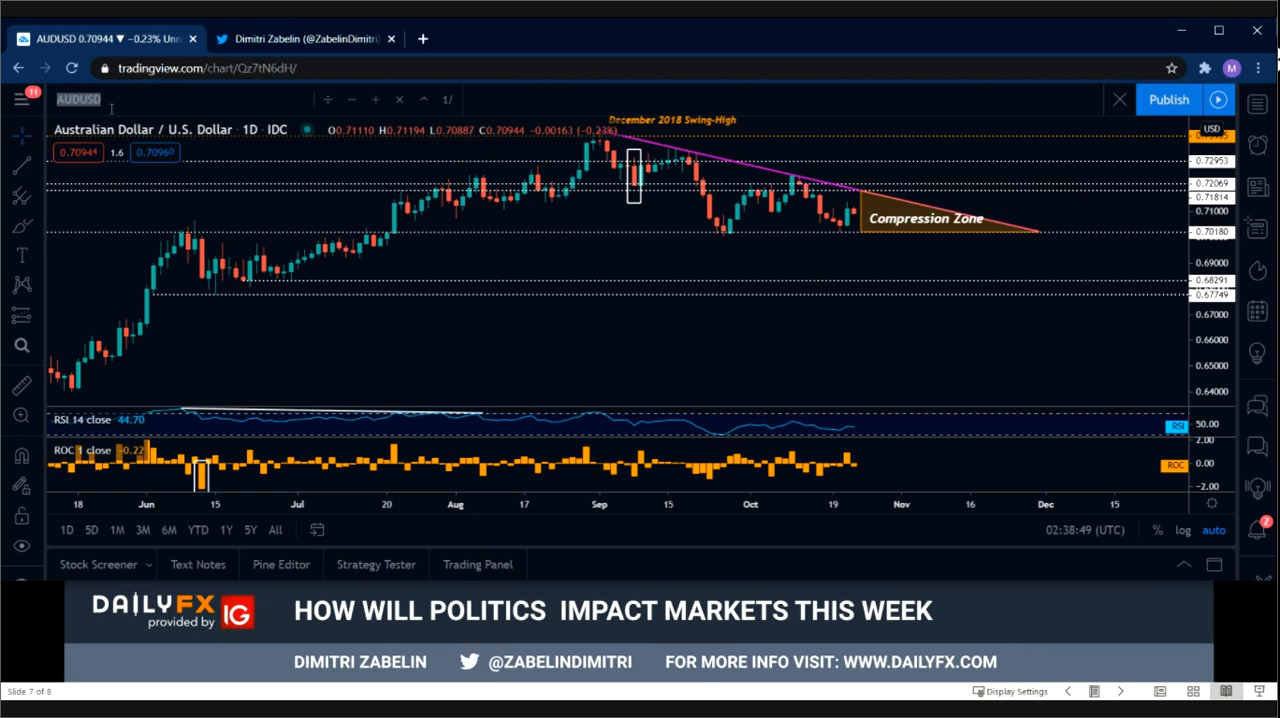 AUDUSD 0.70944 ▼ −0.23% Unn
Dimitri Zabelin (@ZabelinDimitri)
tradingview.com/chart/Qz7tN6dH/
M
11
AUDUSD
1/
Publish
Australian Dollar / U.S. Dollar · 1D · IDC
O0.71110 H0.71194 L0.70887 C0.70944 −0.00163 (−0.23%)
0.70944 1.6 0.70960
December 2018 Swing-High
USD
0.72953
0.72069
0.71814
0.71000
0.70180
0.69000
0.68291
0.67749
0.67000
0.66000
0.65000
0.64000
Compression Zone
RSI 14 close 44.70
RSI
50.00
ROC 1 close −0.22
ROC
2.00
0.00
−2.00
18 Jun 15 Jul 20 Aug 17 Sep 15 Oct 19 Nov 16 Dec 15
1D 5D 1M 3M 6M YTD 1Y 5Y All
02:38:49 (UTC) % log auto
2
Stock Screener Text Notes Pine Editor Strategy Tester Trading Panel
DAILYFX
provided by IG
HOW WILL POLITICS IMPACT MARKETS THIS WEEK
DIMITRI ZABELIN @ZABELINDIMITRI FOR MORE INFO VISIT: WWW.DAILYFX.COM
Slide 7 of 8
Display Settings